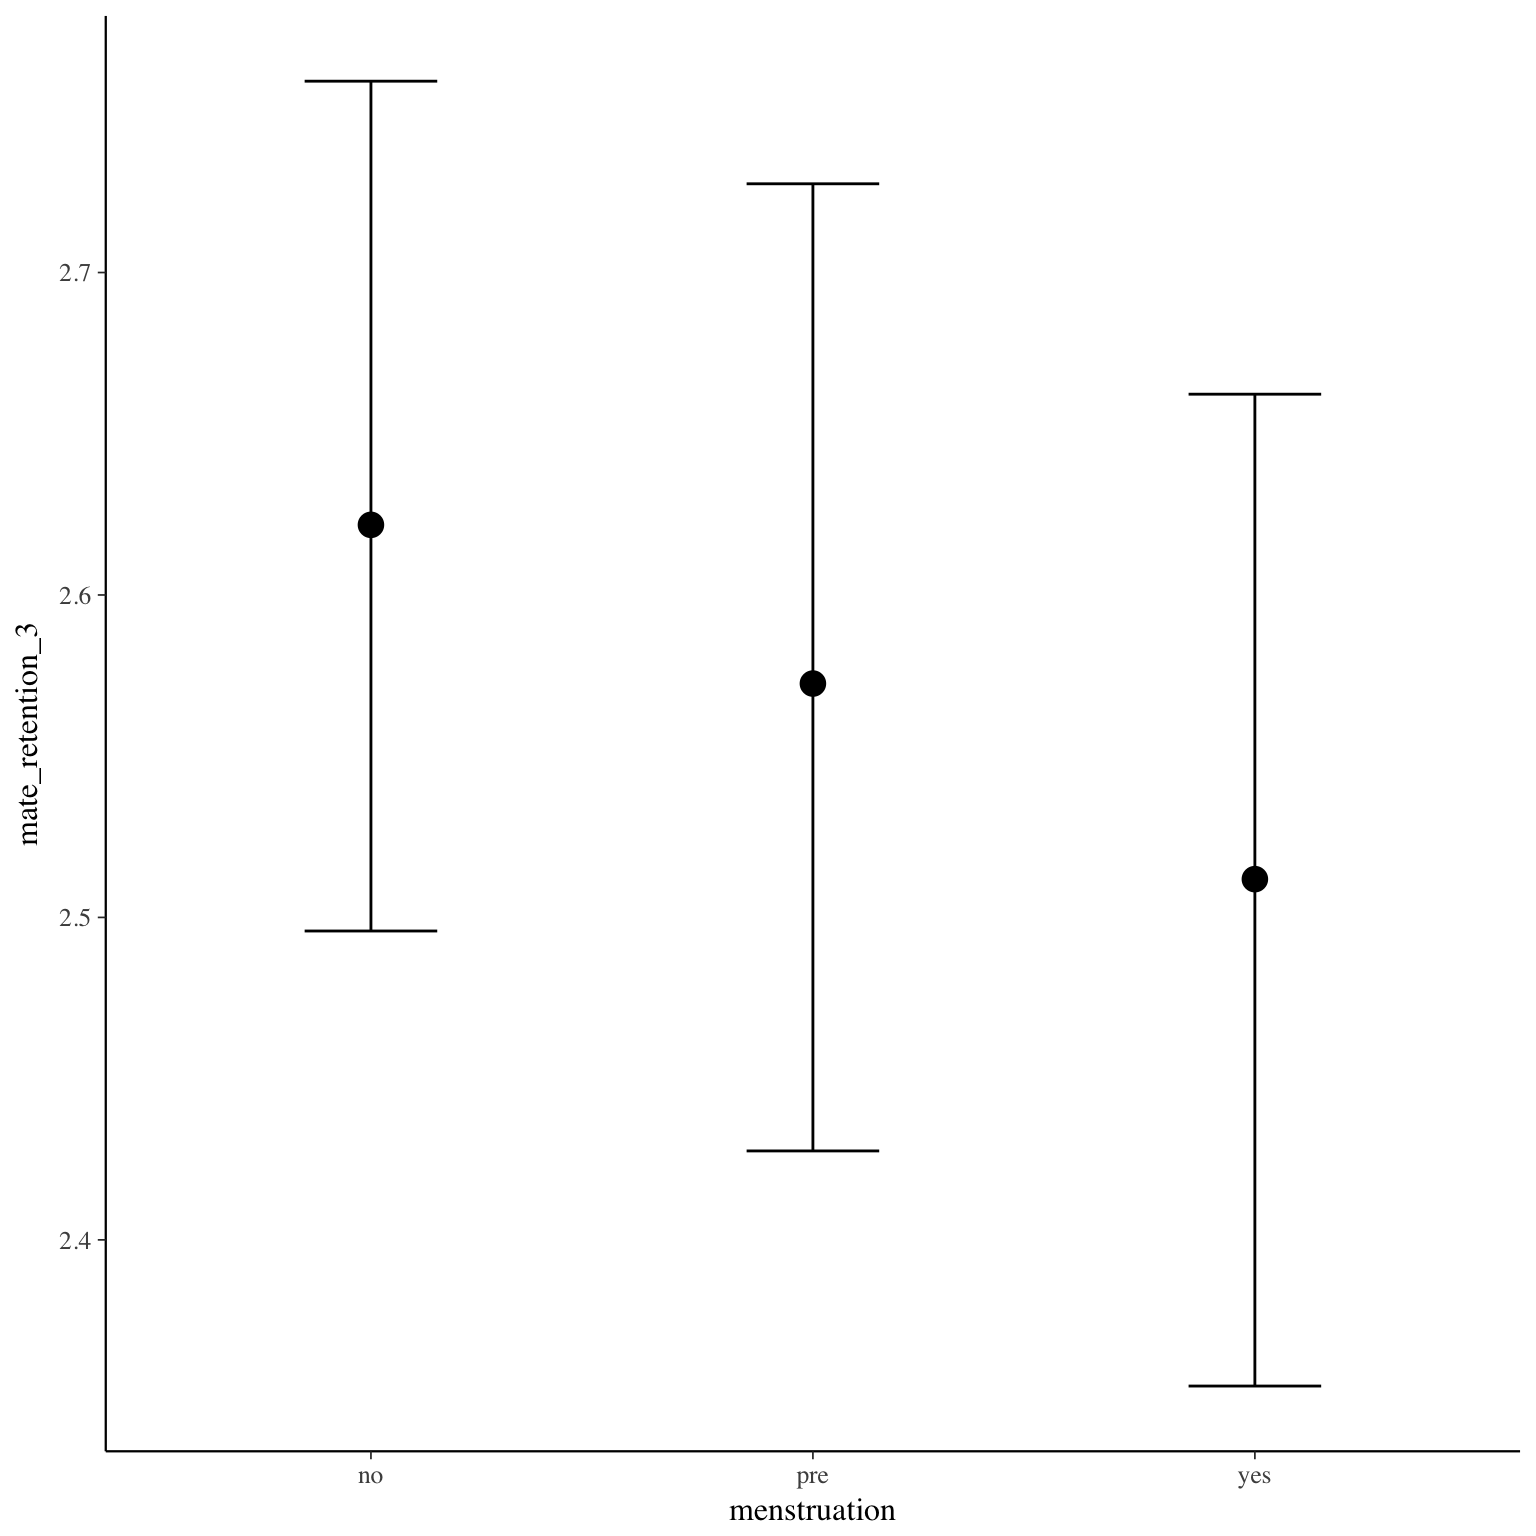 2.7
2.6
2.5
2.4
mate_retention_3
no
pre
yes
menstruation